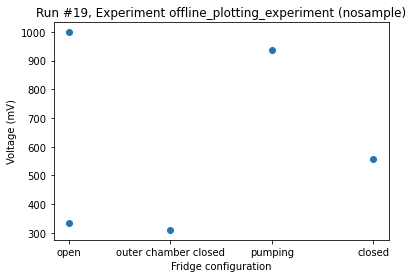 Run #19, Experiment offline_plotting_experiment (nosample)
1000
900
800
700
600
500
400
300
Voltage (mV)
open
outer chamber closed
pumping
closed
Fridge configuration